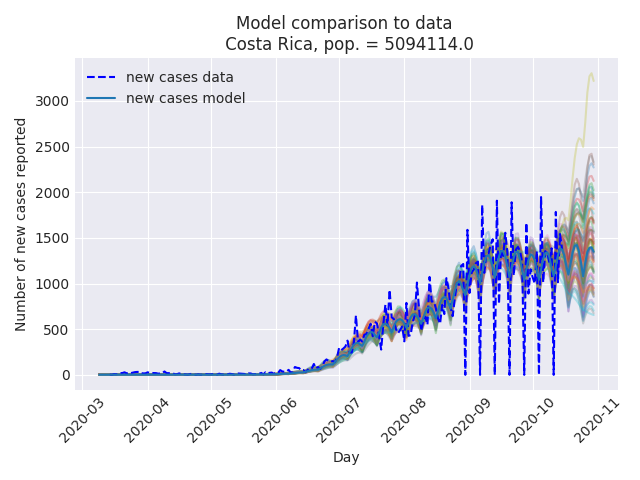 Model comparison to data
Costa Rica, pop. = 5094114.0
new cases data
new cases model
Number of new cases reported
3000
2500
2000
1500
1000
500
0
2020-03
2020-04
2020-05
2020-06
2020-07
2020-08
2020-09
2020-10
2020-11
Day